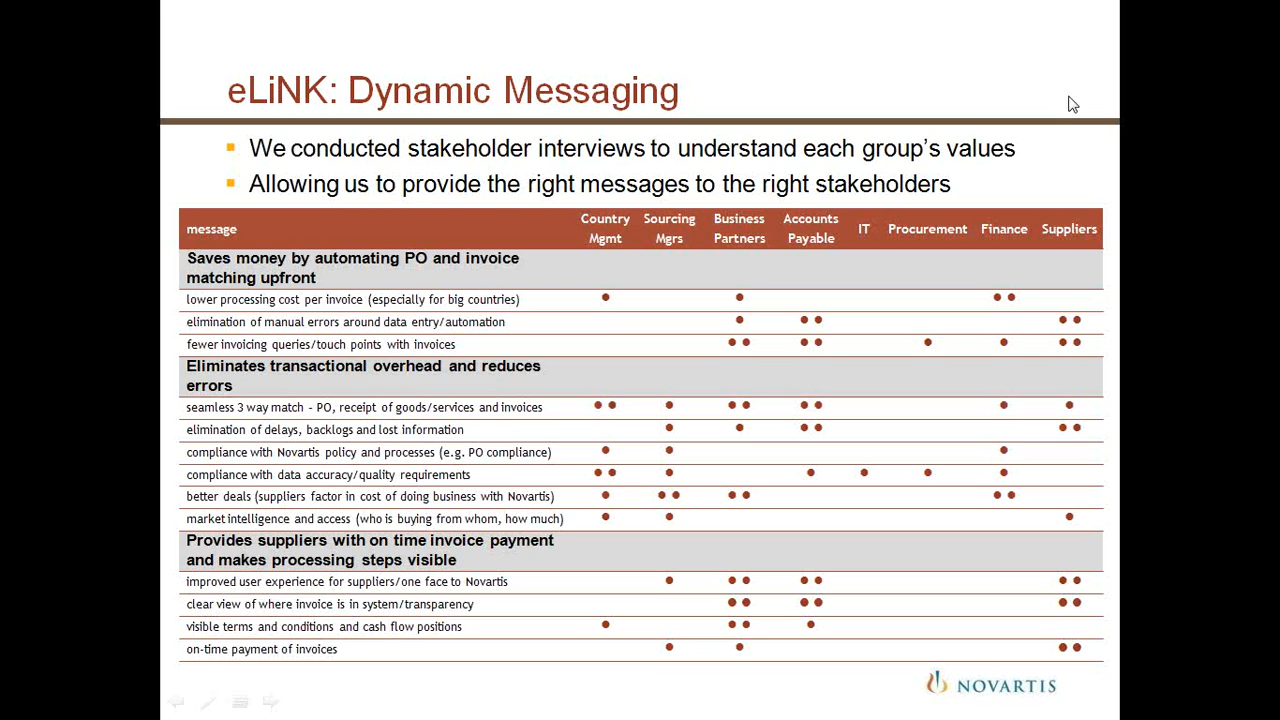 eLiNK: Dynamic Messaging
We conducted stakeholder interviews to understand each group's values
Allowing us to provide the right messages to the right stakeholders
message Country Mgmt Sourcing Mgrs Business Partners Accounts Payable IT Procurement Finance Suppliers
Saves money by automating PO and invoice
matching upfront
lower processing cost per invoice (especially for big countries)
elimination of manual errors around data entry/automation
fewer invoicing queries/touch points with invoices
Eliminates transactional overhead and reduces
errors
seamless 3 way match - PO, receipt of goods/services and invoices
elimination of delays, backlogs and lost information
compliance with Novartis policy and processes (e.g. PO compliance)
compliance with data accuracy/quality requirements
better deals (suppliers factor in cost of doing business with Novartis)
market intelligence and access (who is buying from whom, how much)
Provides suppliers with on time invoice payment
and makes processing steps visible
improved user experience for suppliers/one face to Novartis
clear view of where invoice is in system/transparency
visible terms and conditions and cash flow positions
on-time payment of invoices
NOVARTIS